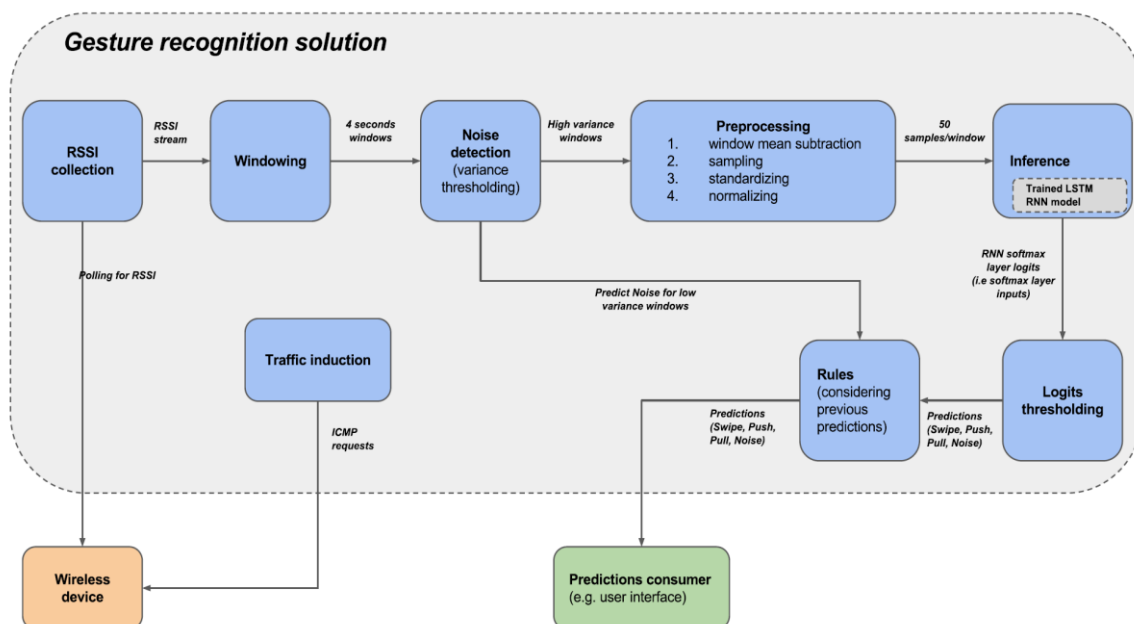 Gesture recognition solution
RSSI
collection
RSSI
stream
Windowing
4 seconds
windows
Noise
detection
(variance
thresholding)
High variance
windows
Preprocessing
1. window mean subtraction
2. sampling
3. standardizing
4. normalizing
50
samples/window
Inference
Trained LSTM
RNN model
Polling for RSSI
Predict Noise for low
variance windows
RNN softmax
layer logits
(i.e softmax layer
inputs)
Traffic induction
ICMP
requests
Rules
(considering
previous
predictions)
Logits
thresholding
Predictions
(Swipe, Push,
Pull, Noise)
Predictions
(Swipe, Push,
Pull, Noise)
Wireless
device
Predictions consumer
(e.g. user interface)